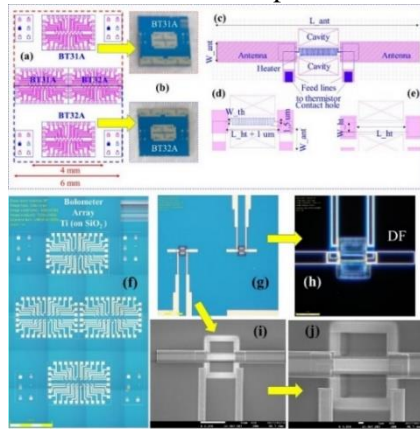 (a)
BT31A
BT31A
BT32A
BT32A
4 mm
6 mm
BT31A
(b)
BT32A
(c)
L_ant
W_ant
Cavity
Antenna
Antenna
Heater
Cavity
Feed lines
to thermistor
Contact hole
(d)
(e)
W_th
L_ht + 1 um
W_ant
W_ht
L_ht
Bolometer
Array
Ti (on SiO2)
(f)
(g)
DF
(h)
(i)
(j)